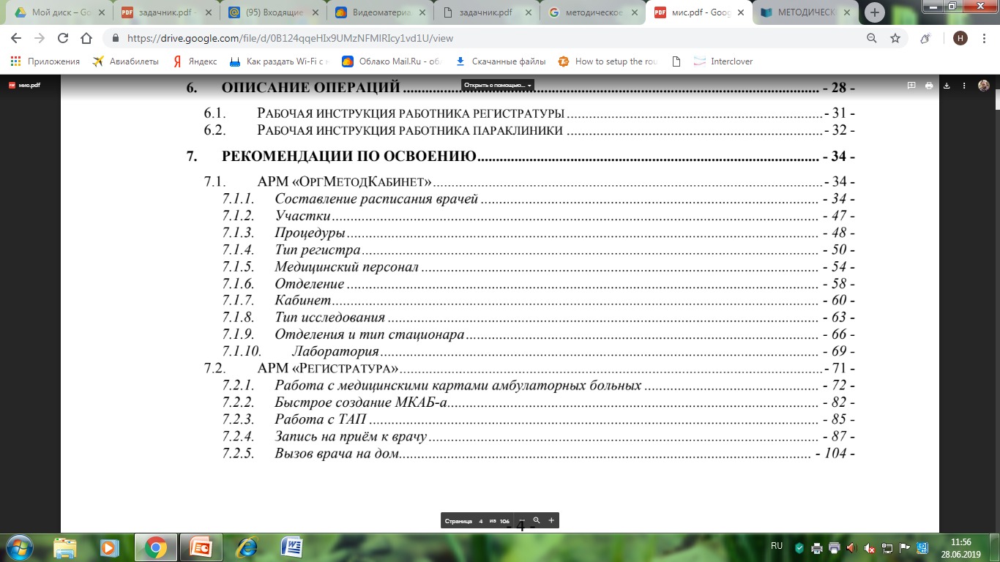 Мой диск – Go
задачник.pdf -
(95) Входящие
Видеоматериа
задачник.pdf
методическое
мис.pdf - Goog
МЕТОДИЧЕСК
https://drive.google.com/file/d/0B124qqeHIx9UMzNFMlRIcy1vd1U/view
Н
Приложения
Авиабилеты
Яндекс
Как раздать Wi-Fi с н
Облако Mail.Ru - обл
Скачанные файлы
How to setup the rou
Interclover
мис.pdf
Открыть с помощью...
6. ОПИСАНИЕ ОПЕРАЦИЙ - 28 -
6.1. РАБОЧАЯ ИНСТРУКЦИЯ РАБОТНИКА РЕГИСТРАТУРЫ - 31 -
6.2. РАБОЧАЯ ИНСТРУКЦИЯ РАБОТНИКА ПАРАКЛИНИКИ - 32 -
7. РЕКОМЕНДАЦИИ ПО ОСВОЕНИЮ - 34 -
7.1. АРМ «ОРГМЕТОДКАБИНЕТ» - 34 -
7.1.1. Составление расписания врачей - 34 -
7.1.2. Участки - 47 -
7.1.3. Процедуры - 48 -
7.1.4. Тип регистра - 50 -
7.1.5. Медицинский персонал - 54 -
7.1.6. Отделение - 58 -
7.1.7. Кабинет - 60 -
7.1.8. Тип исследования - 63 -
7.1.9. Отделения и тип стационара - 66 -
7.1.10. Лаборатория - 69 -
7.2. АРМ «РЕГИСТРАТУРА» - 71 -
7.2.1. Работа с медицинскими картами амбулаторных больных - 72 -
7.2.2. Быстрое создание МКАБ-а - 82 -
7.2.3. Работа с ТАП - 85 -
7.2.4. Запись на приём к врачу - 87 -
7.2.5. Вызов врача на дом - 104 -
Страница 4 из 106
- 4 -
RU
11:56
28.06.2019